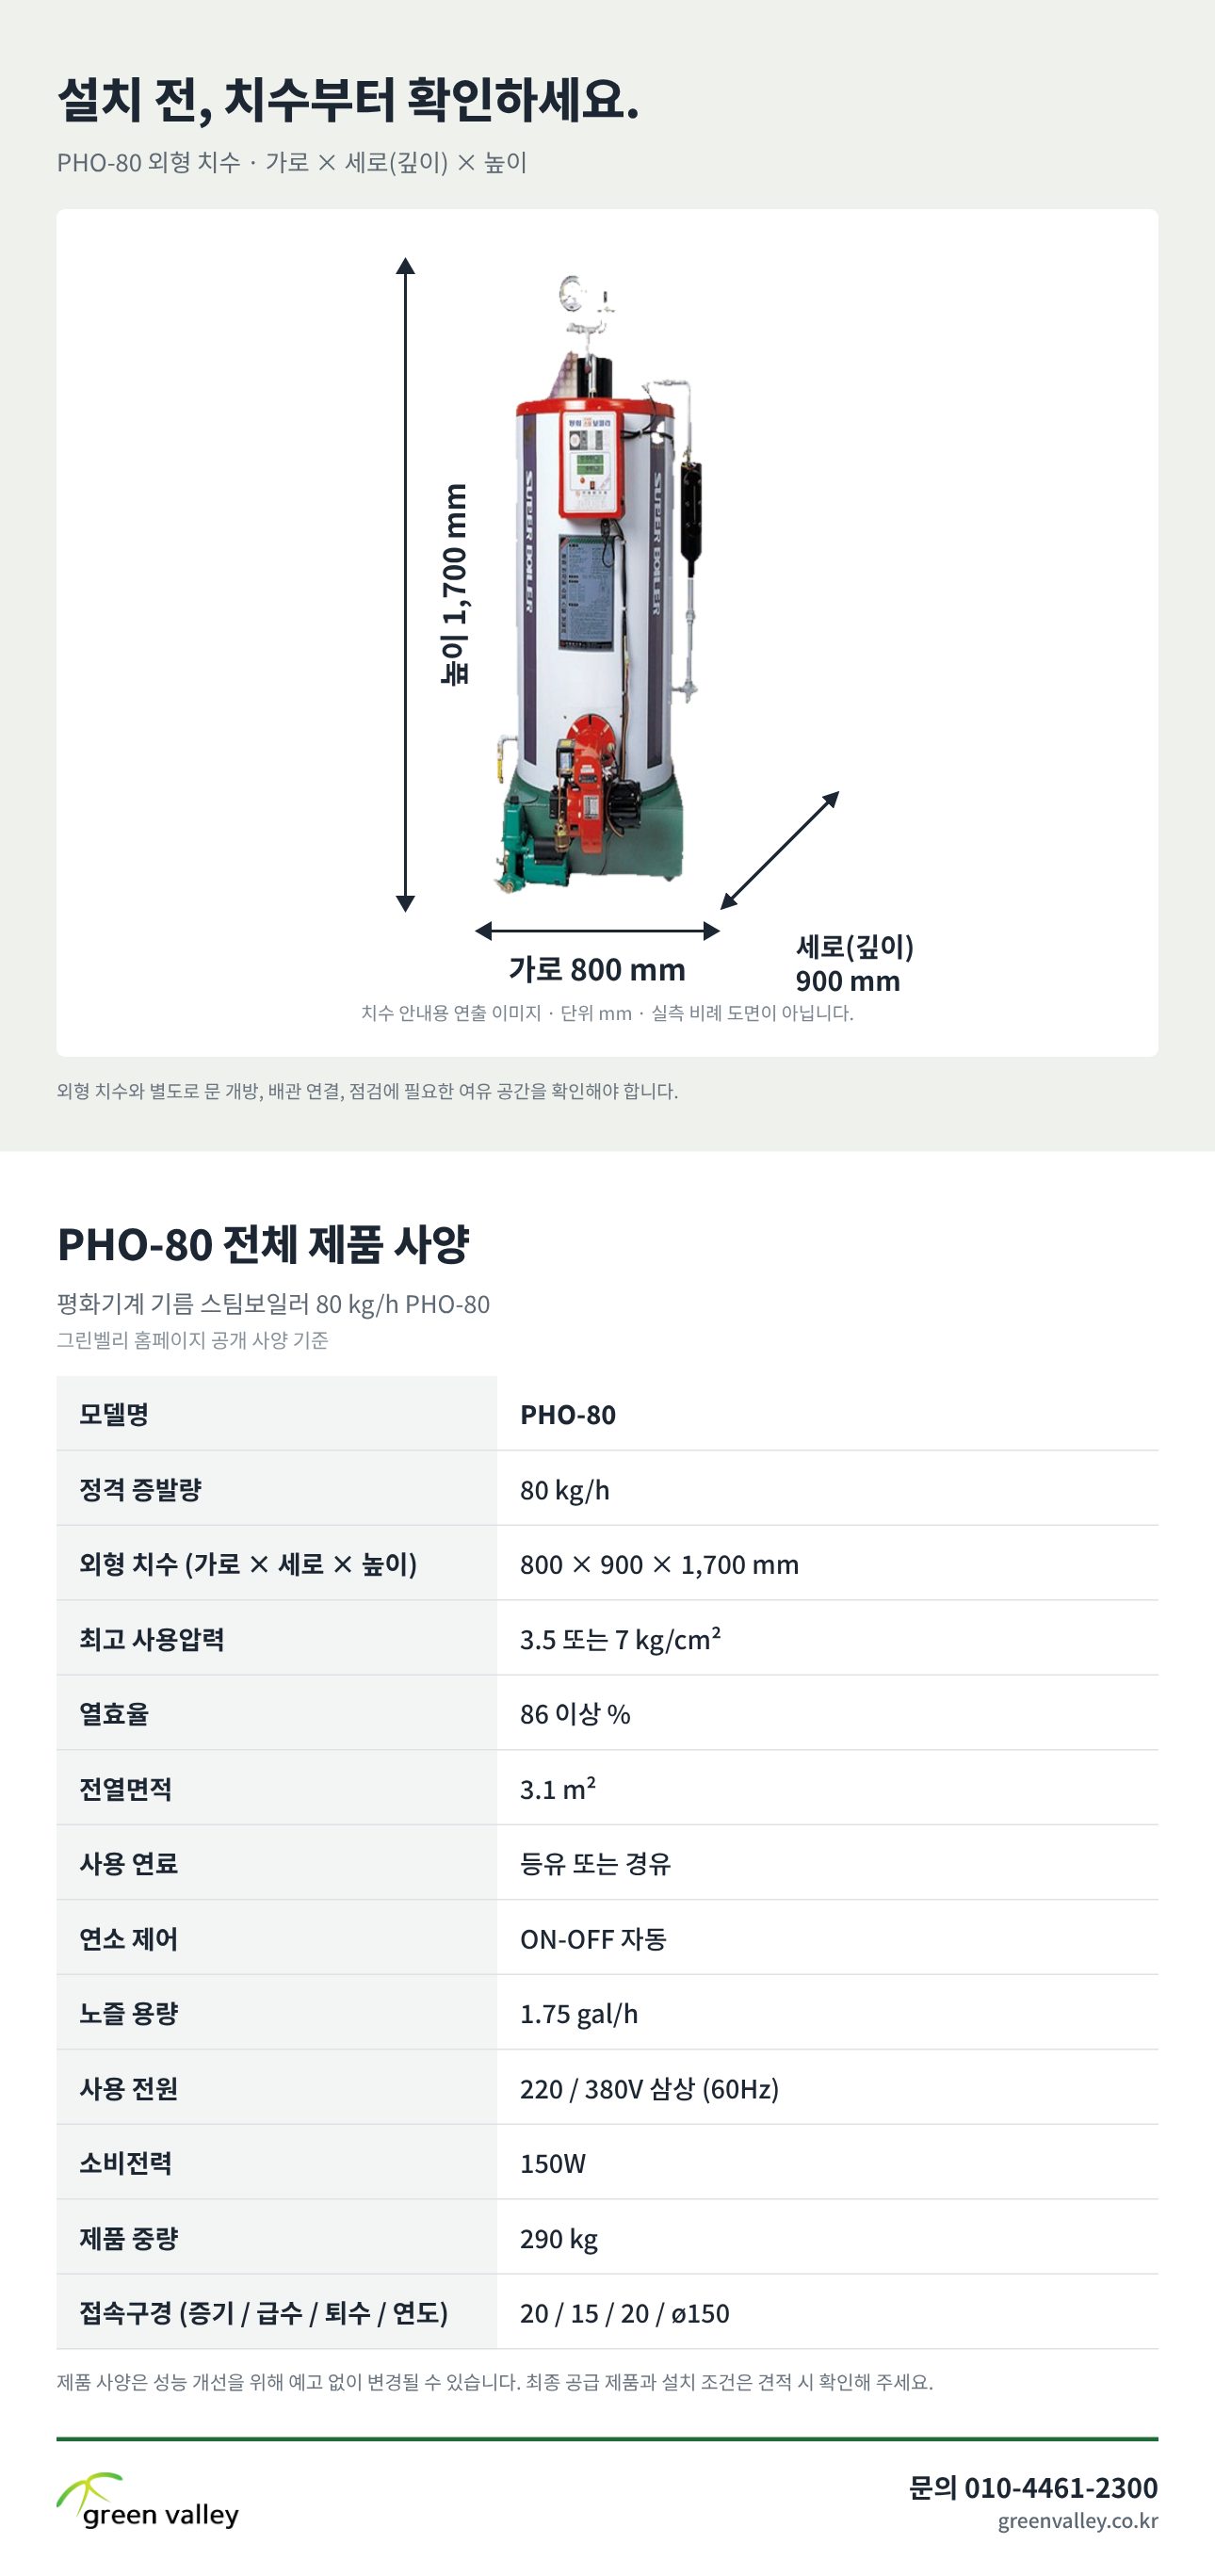 설치 전, 치수부터 확인하세요.
PHO-80 외형 치수 · 가로 × 세로(깊이) × 높이
높이 1,700 mm
SUPER BOILER
SUPER BOILER
가로 800 mm
세로(깊이)
900 mm
치수 안내용 연출 이미지 · 단위 mm · 실측 비례 도면이 아닙니다.
외형 치수와 별도로 문 개방, 배관 연결, 점검에 필요한 여유 공간을 확인해야 합니다.
PHO-80 전체 제품 사양
평화기계 기름 스팀보일러 80 kg/h PHO-80
그린벨리 홈페이지 공개 사양 기준
모델명 PHO-80
정격 증발량 80 kg/h
외형 치수 (가로 × 세로 × 높이) 800 × 900 × 1,700 mm
최고 사용압력 3.5 또는 7 kg/cm²
열효율 86 이상 %
전열면적 3.1 m²
사용 연료 등유 또는 경유
연소 제어 ON-OFF 자동
노즐 용량 1.75 gal/h
사용 전원 220 / 380V 삼상 (60Hz)
소비전력 150W
제품 중량 290 kg
접속구경 (증기 / 급수 / 퇴수 / 연도) 20 / 15 / 20 / ø150
제품 사양은 성능 개선을 위해 예고 없이 변경될 수 있습니다. 최종 공급 제품과 설치 조건은 견적 시 확인해 주세요.
green valley
문의 010-4461-2300
greenvalley.co.kr